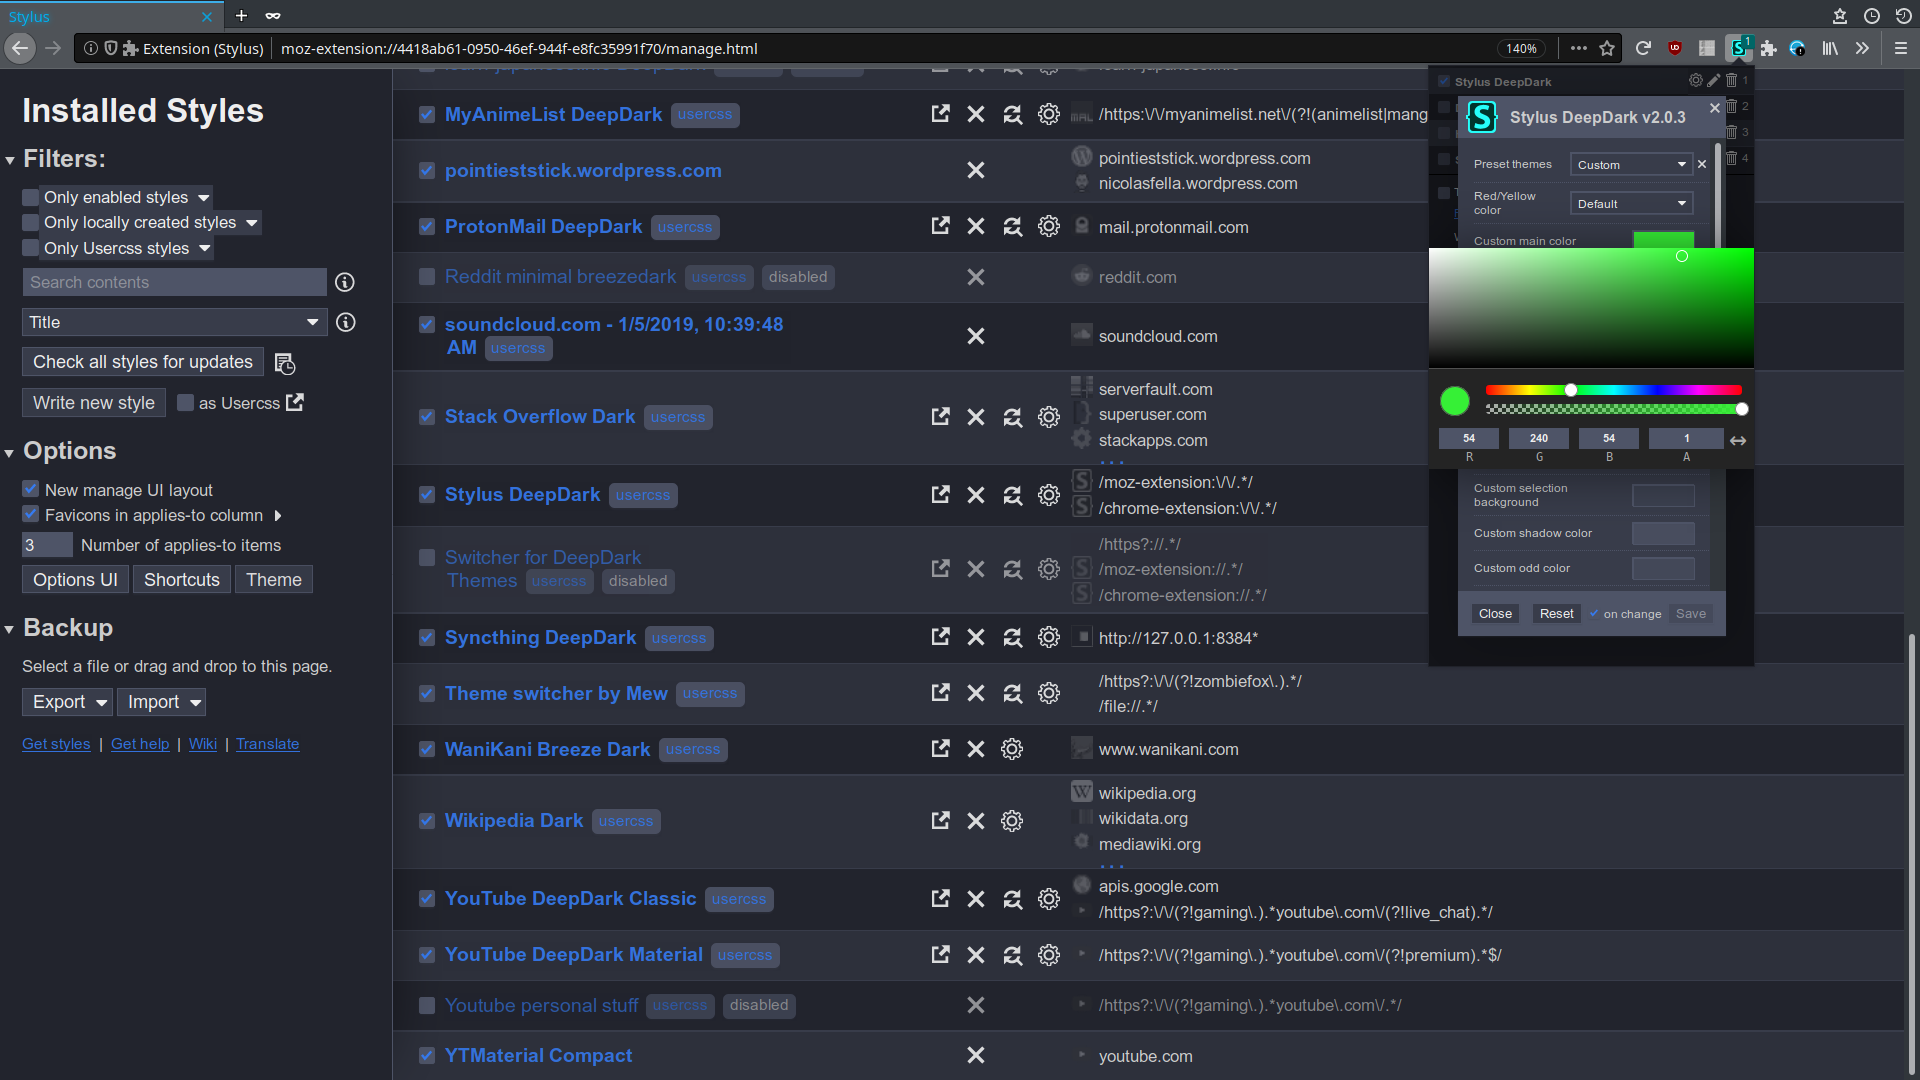 Stylus
Extension (Stylus)
moz-extension://4418ab61-0950-46ef-944f-e8fc35991f70/manage.html
140%
1
Installed Styles
Filters:
Only enabled styles
Only locally created styles
Only Usercss styles
Search contents
Title
Check all styles for updates
Write new style
as Usercss
Options
New manage UI layout
Favicons in applies-to column
3 Number of applies-to items
Options UI
Shortcuts
Theme
Backup
Select a file or drag and drop to this page.
Export
Import
Get styles | Get help | Wiki | Translate
MyAnimeList DeepDark usercss
MAL
/https:\/\/myanimelist.net\/(?!(animelist|mang
pointieststick.wordpress.com
pointieststick.wordpress.com
nicolasfella.wordpress.com
ProtonMail DeepDark usercss
mail.protonmail.com
Reddit minimal breezedark usercss disabled
reddit.com
soundcloud.com - 1/5/2019, 10:39:48
AM usercss
soundcloud.com
Stack Overflow Dark usercss
serverfault.com
superuser.com
stackapps.com
...
Stylus DeepDark usercss
/moz-extension:\/\/.*/
/chrome-extension:\/\/.*/
Switcher for DeepDark
Themes usercss disabled
/https?://.*/
/moz-extension://.*/
/chrome-extension://.*/
Syncthing DeepDark usercss
http://127.0.0.1:8384*
Theme switcher by Mew usercss
/https?:\/\/(?!zombiefox\.).*/
/file://.*/
WaniKani Breeze Dark usercss
www.wanikani.com
Wikipedia Dark usercss
wikipedia.org
wikidata.org
mediawiki.org
...
YouTube DeepDark Classic usercss
apis.google.com
/https?:\/\/(?!gaming\.).*youtube\.com\/(?!live_chat).*/
YouTube DeepDark Material usercss
/https?:\/\/(?!gaming\.).*youtube\.com\/(?!premium).*$/
Youtube personal stuff usercss disabled
/https?:\/\/(?!gaming\.).*youtube\.com\/.*/
YTMaterial Compact
youtube.com
Stylus DeepDark
1
2
3
4
Stylus DeepDark v2.0.3
Preset themes Custom
Red/Yellow
color
Default
Custom main color
54 240 54 1
R G B A
Custom selection
background
Custom shadow color
Custom odd color
Close
Reset
on change
Save